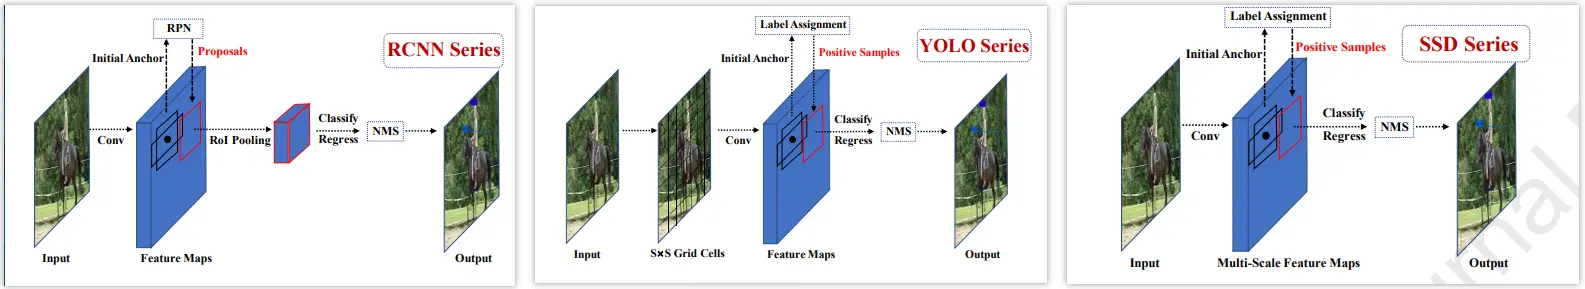 RPN
RCNN Series
Proposals
Initial Anchor
Conv
RoI Pooling
Classify
Regress
NMS
Input
Feature Maps
Output
Label Assignment
YOLO Series
Initial Anchor
Positive Samples
Conv
Classify
Regress
NMS
Input
S×S Grid Cells
Feature Maps
Output
Label Assignment
SSD Series
Initial Anchor
Positive Samples
Conv
Classify
Regress
NMS
Input
Multi-Scale Feature Maps
Output